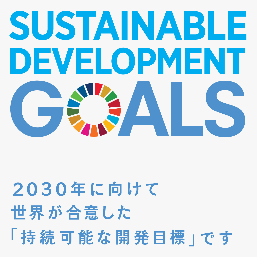 SUSTAINABLE
DEVELOPMENT
GOALS
2030年に向けて
世界が合意した
「持続可能な開発目標」です